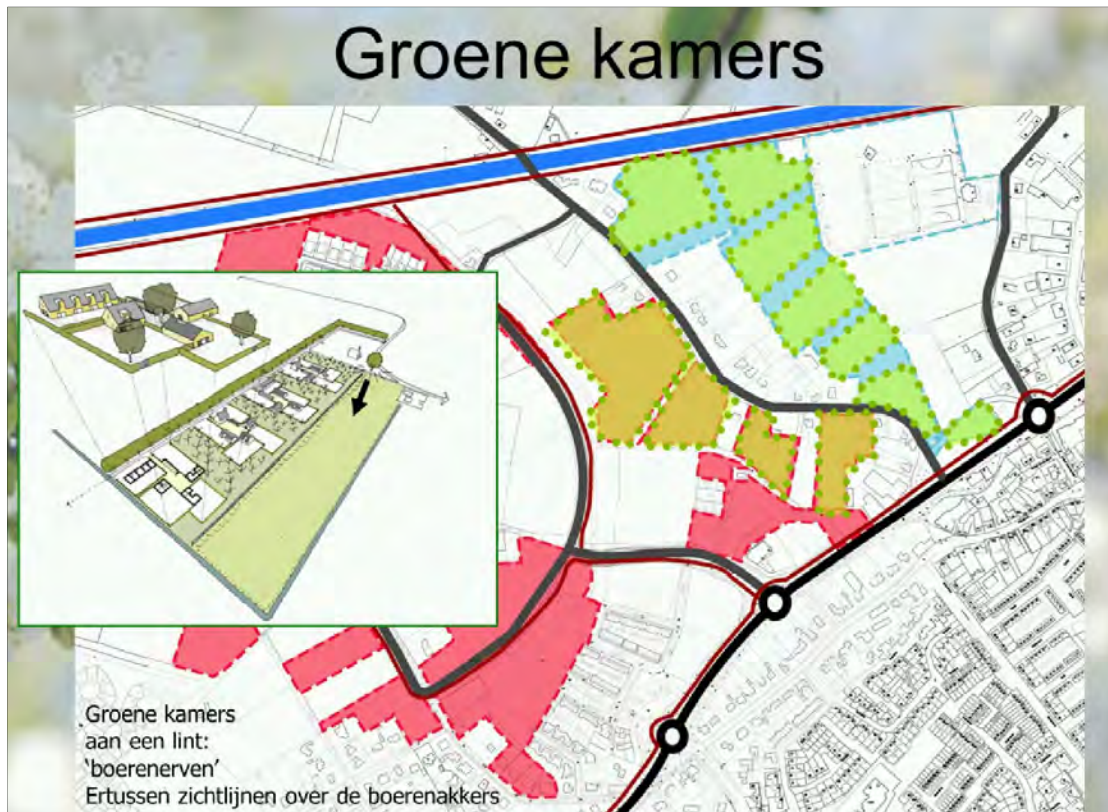 Groene kamers
Groene kamers
aan een lint:
‘boerenerven’
Ertussen zichtlijnen over de boerenakkers